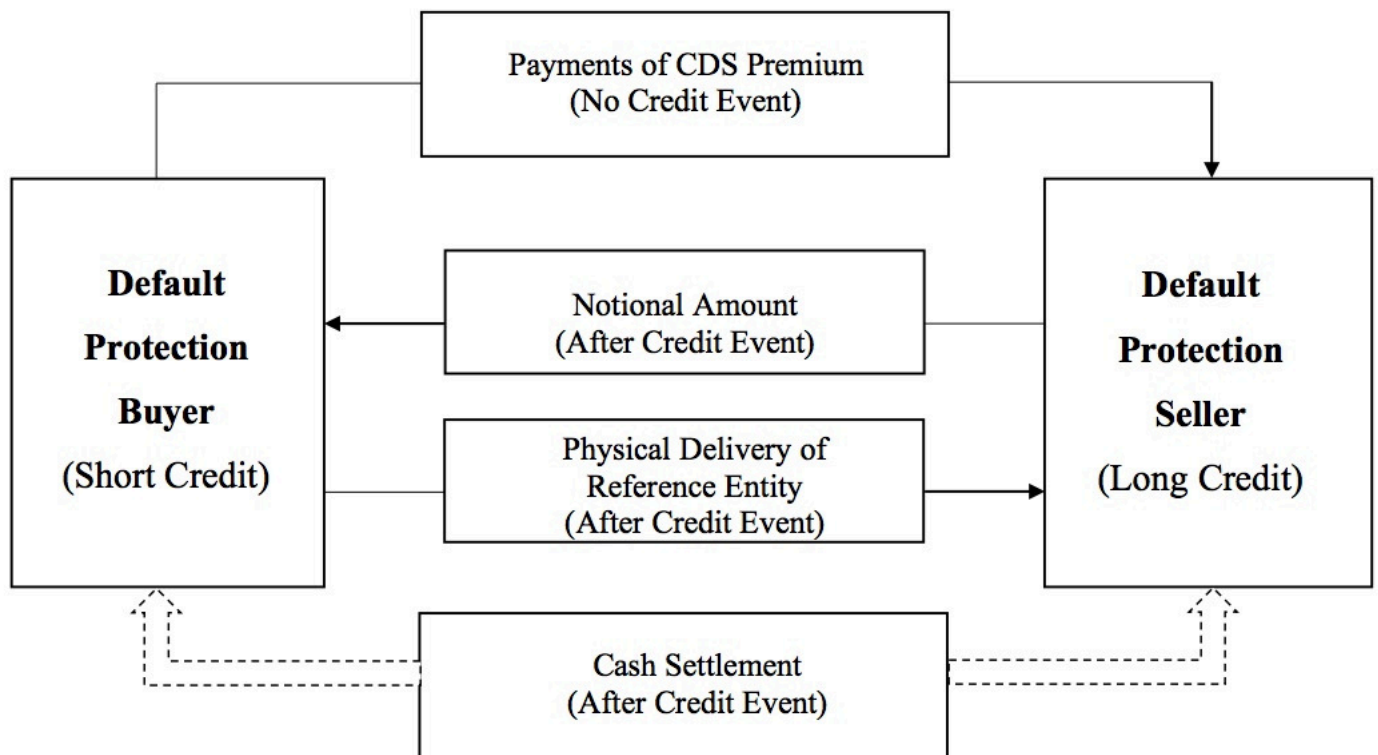 Payments of CDS Premium
(No Credit Event)
Default
Protection
Buyer
(Short Credit)
Notional Amount
(After Credit Event)
Physical Delivery of
Reference Entity
(After Credit Event)
Default
Protection
Seller
(Long Credit)
Cash Settlement
(After Credit Event)